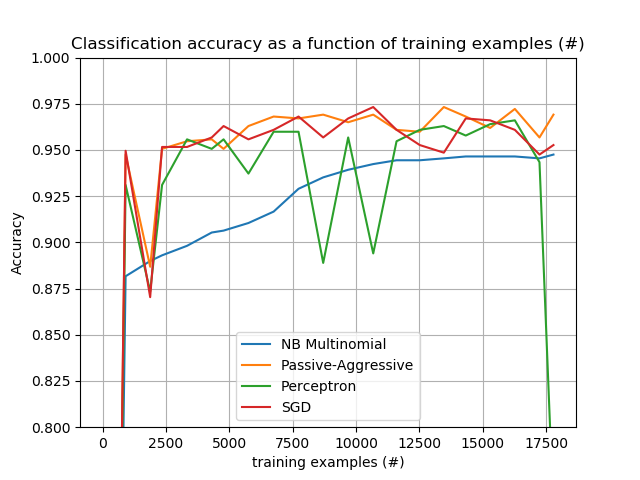 Classification accuracy as a function of training examples (#)
1.000
0.975
0.950
0.925
0.900
0.875
0.850
0.825
0.800
Accuracy
NB Multinomial
Passive-Aggressive
Perceptron
SGD
0 2500 5000 7500 10000 12500 15000 17500
training examples (#)